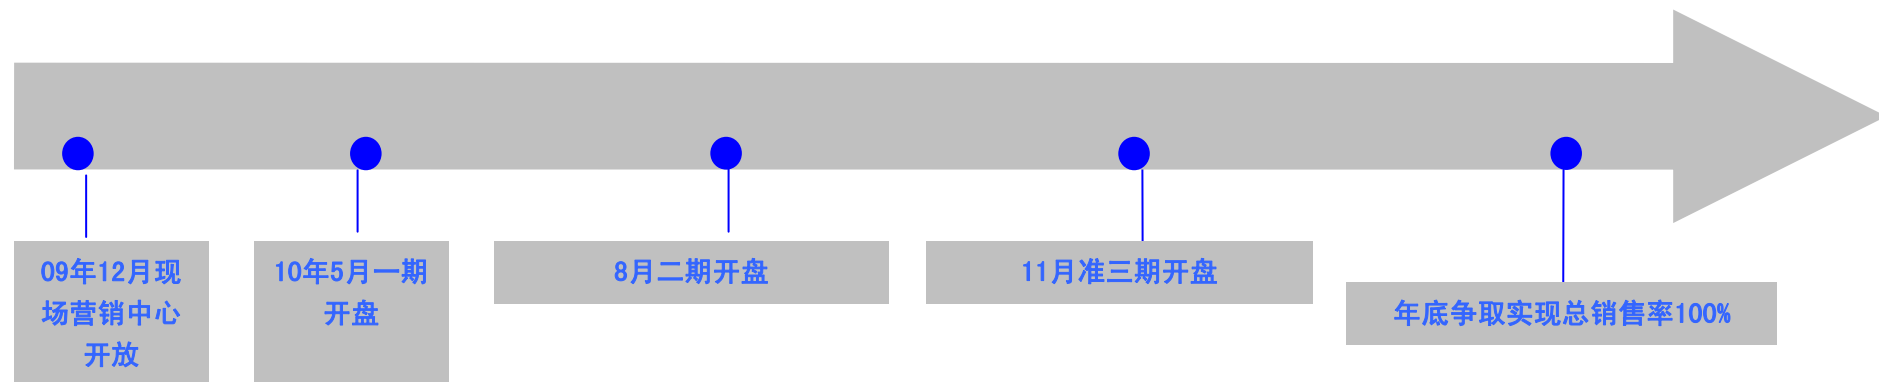 09年12月现
场营销中心
开放
10年5月一期
开盘
8月二期开盘
11月准三期开盘
年底争取实现总销售率100%